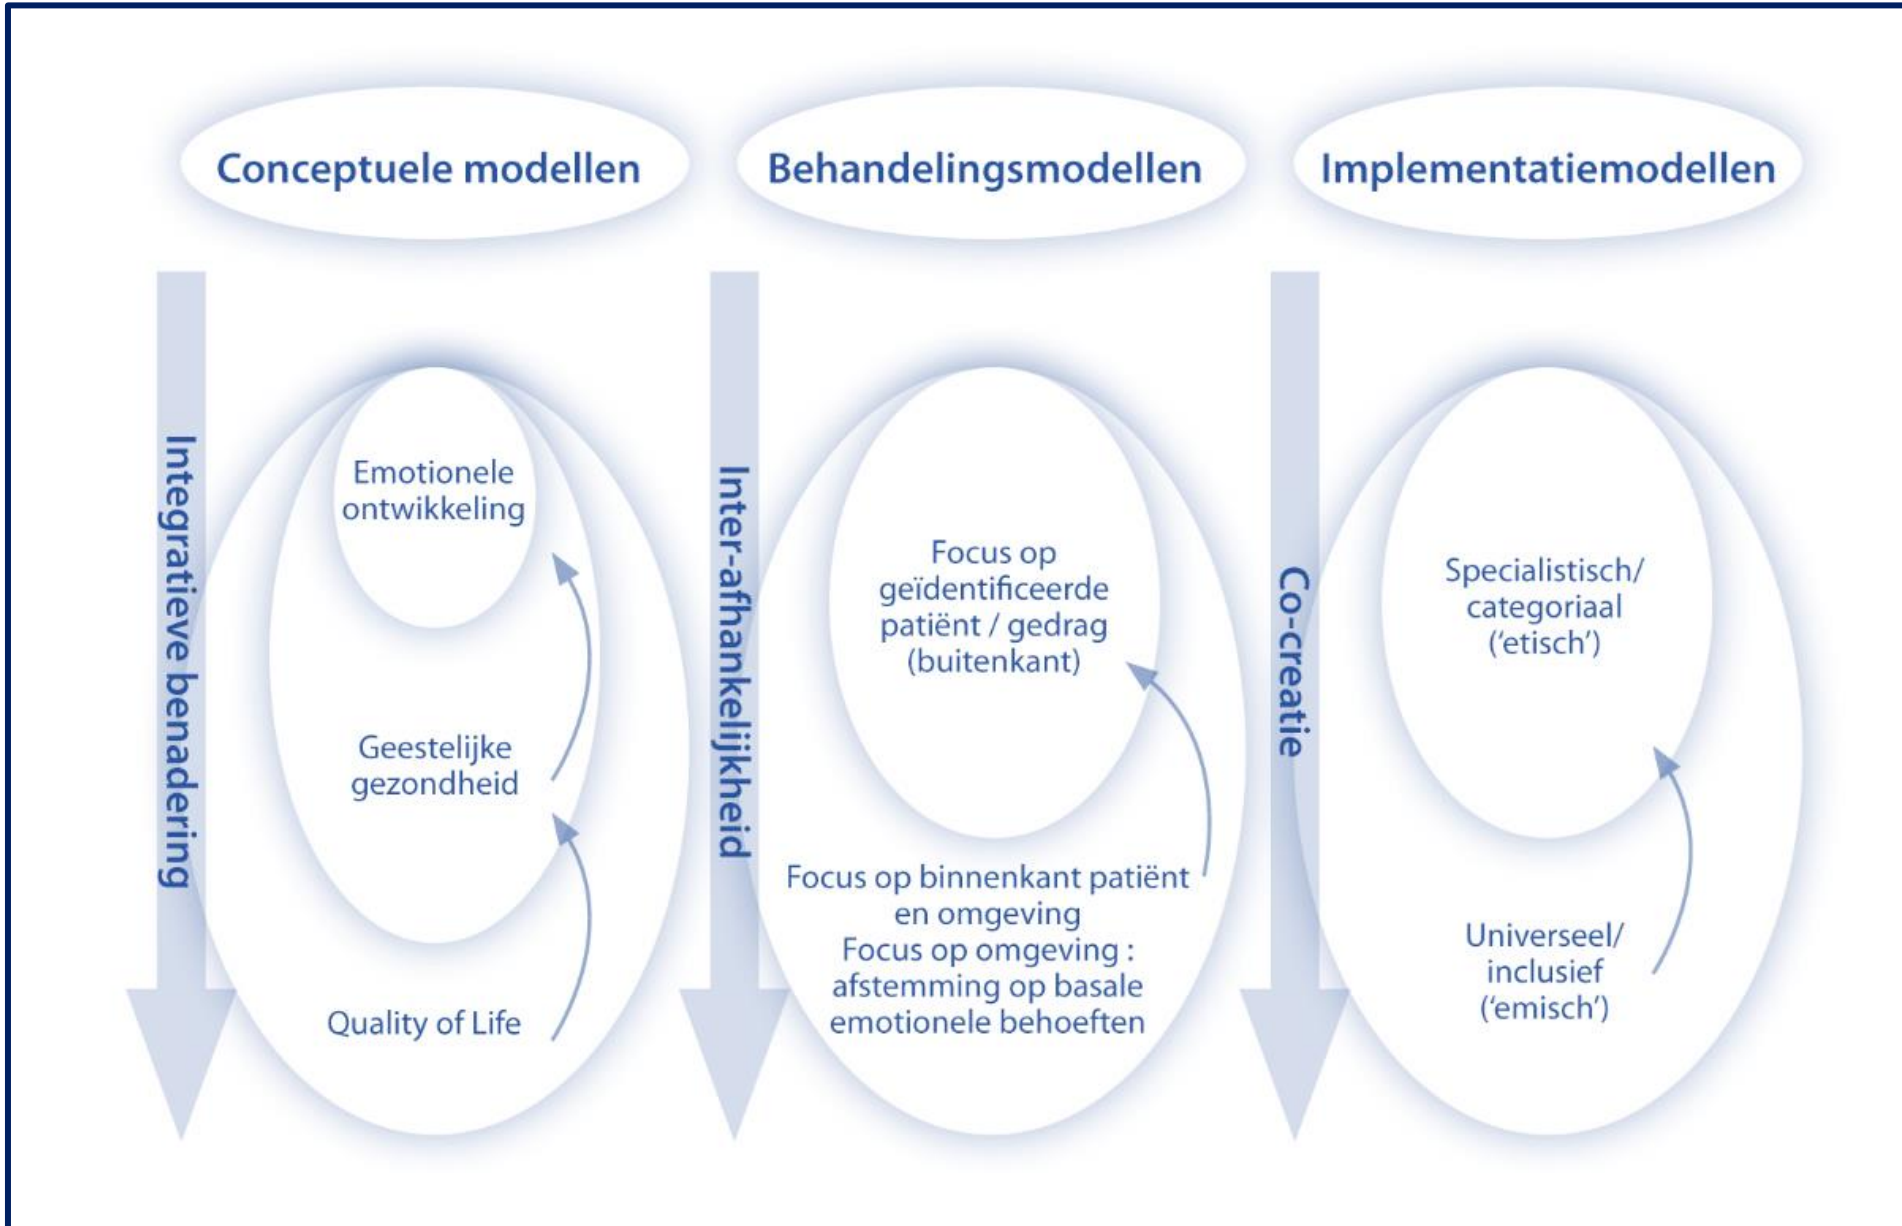 Conceptuele modellen
Integratieve benadering
Emotionele
ontwikkeling
Geestelijke
gezondheid
Quality of Life
Behandelingsmodellen
Inter-afhankelijkheid
Focus op
geïdentificeerde
patiënt / gedrag
(buitenkant)
Focus op binnenkant patiënt
en omgeving
Focus op omgeving :
afstemming op basale
emotionele behoeften
Implementatiemodellen
Co-creatie
Specialistisch/
categoriaal
(‘etisch’)
Universeel/
inclusief
(‘emisch’)